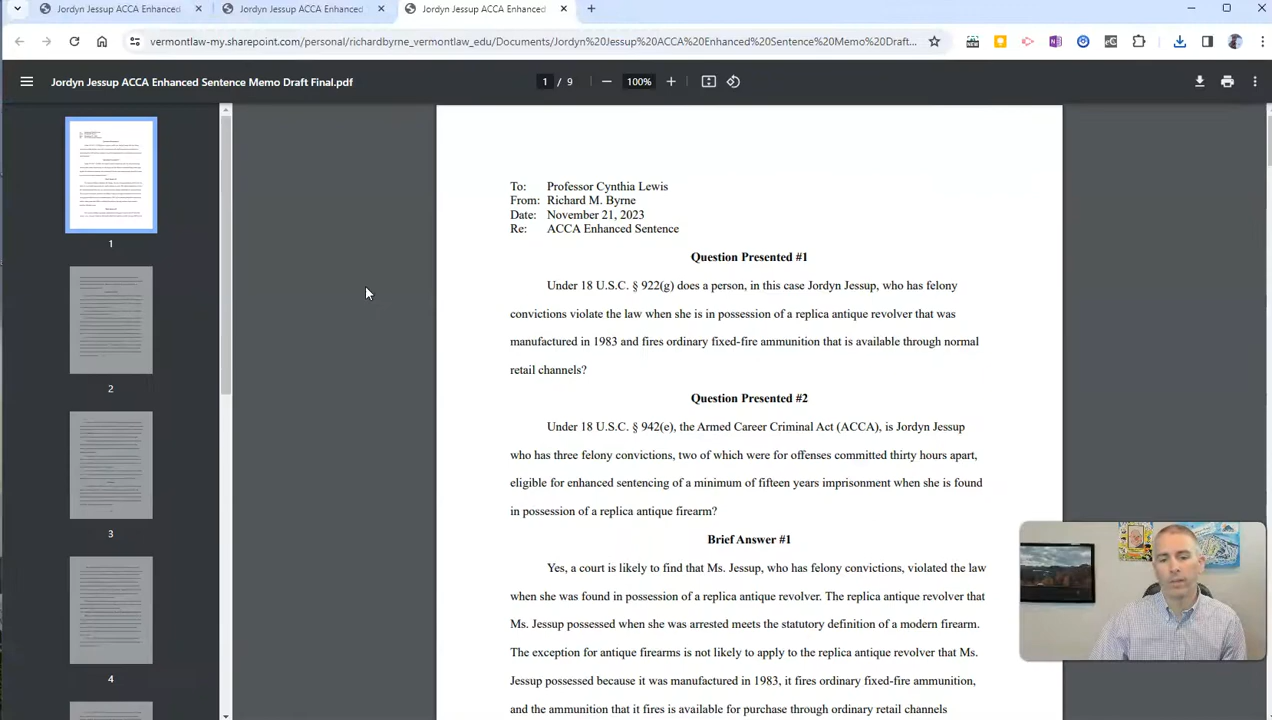 Jordyn Jessup ACCA Enhanced
Jordyn Jessup ACCA Enhanced
Jordyn Jessup ACCA Enhanced
vermontlaw-my.sharepoint.com/personal/richardbyrne_vermontlaw_edu/Documents/Jordyn%20Jessup%20ACCA%20Enhanced%20Sentence%20Memo%20Draft...
Jordyn Jessup ACCA Enhanced Sentence Memo Draft Final.pdf
1 / 9
100%
1
2
3
4
To: Professor Cynthia Lewis
From: Richard M. Byrne
Date: November 21, 2023
Re: ACCA Enhanced Sentence
Question Presented #1
Under 18 U.S.C. § 922(g) does a person, in this case Jordyn Jessup, who has felony
convictions violate the law when she is in possession of a replica antique revolver that was
manufactured in 1983 and fires ordinary fixed-fire ammunition that is available through normal
retail channels?
Question Presented #2
Under 18 U.S.C. § 942(e), the Armed Career Criminal Act (ACCA), is Jordyn Jessup
who has three felony convictions, two of which were for offenses committed thirty hours apart,
eligible for enhanced sentencing of a minimum of fifteen years imprisonment when she is found
in possession of a replica antique firearm?
Brief Answer #1
Yes, a court is likely to find that Ms. Jessup, who has felony convictions, violated the law
when she was found in possession of a replica antique revolver. The replica antique revolver that
Ms. Jessup possessed when she was arrested meets the statutory definition of a modern firearm.
The exception for antique firearms is not likely to apply to the replica antique revolver that Ms.
Jessup possessed because it was manufactured in 1983, it fires ordinary fixed-fire ammunition,
and the ammunition that it fires is available for purchase through ordinary retail channels